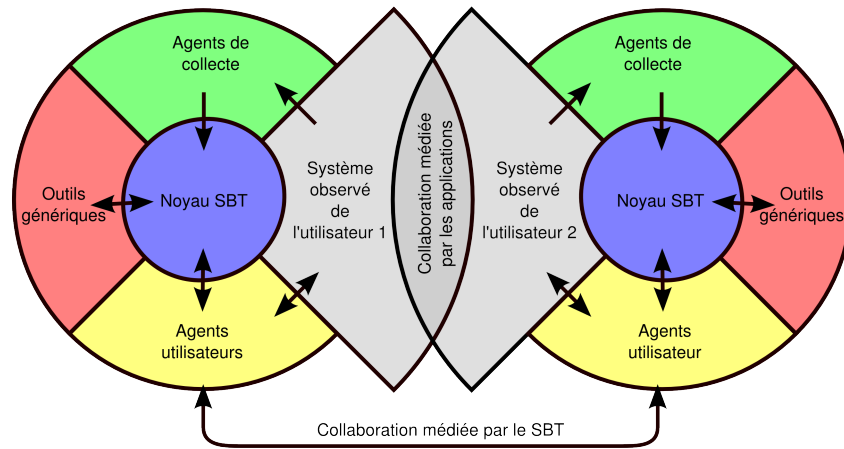 Agents de
collecte
Outils
génériques
Noyau SBT
Système
observé
de
l'utilisateur 1
Agents
utilisateurs
Collaboration médiée
par les applications
Système
observé
de
l'utilisateur 2
Agents de
collecte
Noyau SBT
Outils
génériques
Agents
utilisateur
Collaboration médiée par le SBT